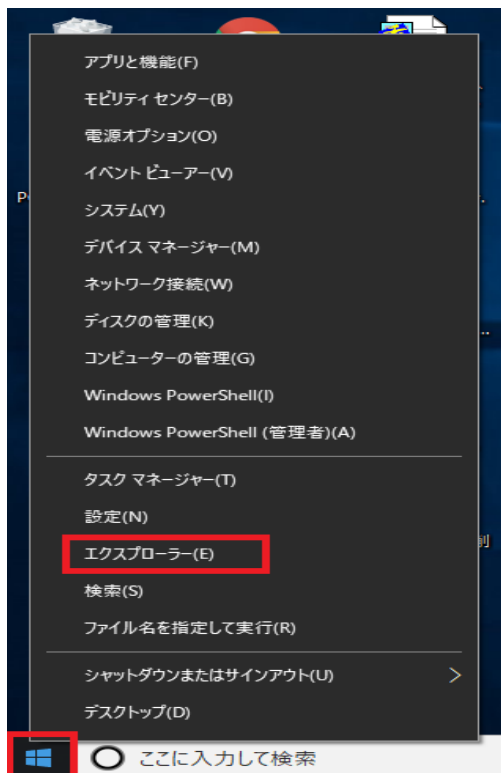 アプリと機能(F)
モビリティ センター(B)
電源オプション(O)
イベント ビューアー(V)
システム(Y)
デバイス マネージャー(M)
ネットワーク接続(W)
ディスクの管理(K)
コンピューターの管理(G)
Windows PowerShell(I)
Windows PowerShell (管理者)(A)
タスク マネージャー(T)
設定(N)
エクスプローラー(E)
検索(S)
ファイル名を指定して実行(R)
シャットダウンまたはサインアウト(U)
デスクトップ(D)
ここに入力して検索